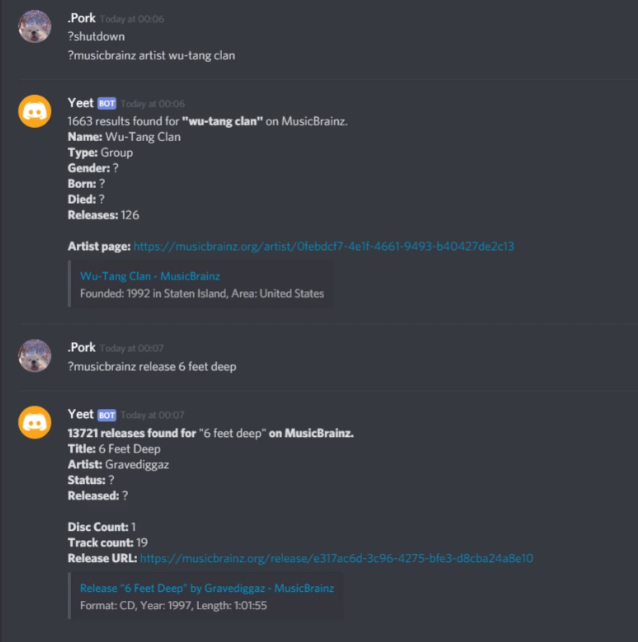 .Pork Today at 00:06
?shutdown
?musicbrainz artist wu-tang clan
Yeet BOT Today at 00:06
1663 results found for "wu-tang clan" on MusicBrainz.
Name: Wu-Tang Clan
Type: Group
Gender: ?
Born: ?
Died: ?
Releases: 126
Artist page: https://musicbrainz.org/artist/0febdcf7-4e1f-4661-9493-b40427de2c13
Wu-Tang Clan - MusicBrainz
Founded: 1992 in Staten Island, Area: United States
.Pork Today at 00:07
?musicbrainz release 6 feet deep
Yeet BOT Today at 00:07
13721 releases found for "6 feet deep" on MusicBrainz.
Title: 6 Feet Deep
Artist: Gravediggaz
Status: ?
Released: ?
Disc Count: 1
Track count: 19
Release URL: https://musicbrainz.org/release/e317ac6d-3c96-4275-bfe3-d8cba24a8e10
Release "6 Feet Deep" by Gravediggaz - MusicBrainz
Format: CD, Year: 1997, Length: 1:01:55